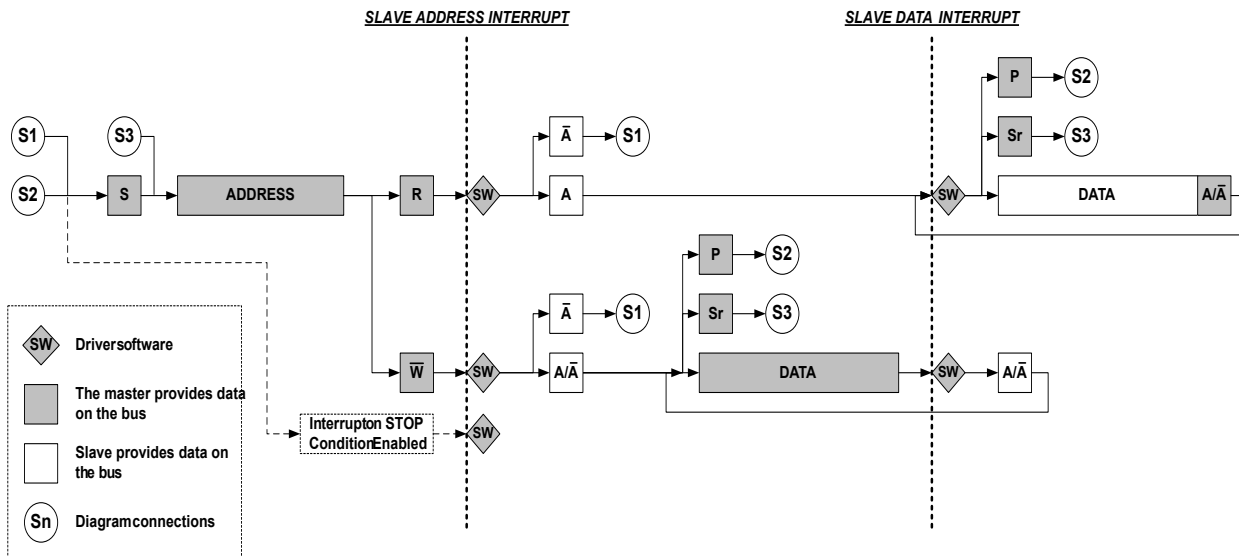 SLAVE ADDRESS INTERRUPT
SLAVE DATA INTERRUPT
P
S2
S1
S3
Ā
S1
Sr
S3
S2
S
ADDRESS
R
SW
A
SW
DATA
A/Ā
P
S2
Ā
S1
Sr
S3
W̅
SW
A/Ā
DATA
SW
A/Ā
Interrupton STOP
ConditionEnabled
SW
SW
Driversoftware
The master provides data
on the bus
Slave provides data on
the bus
Sn
Diagramconnections